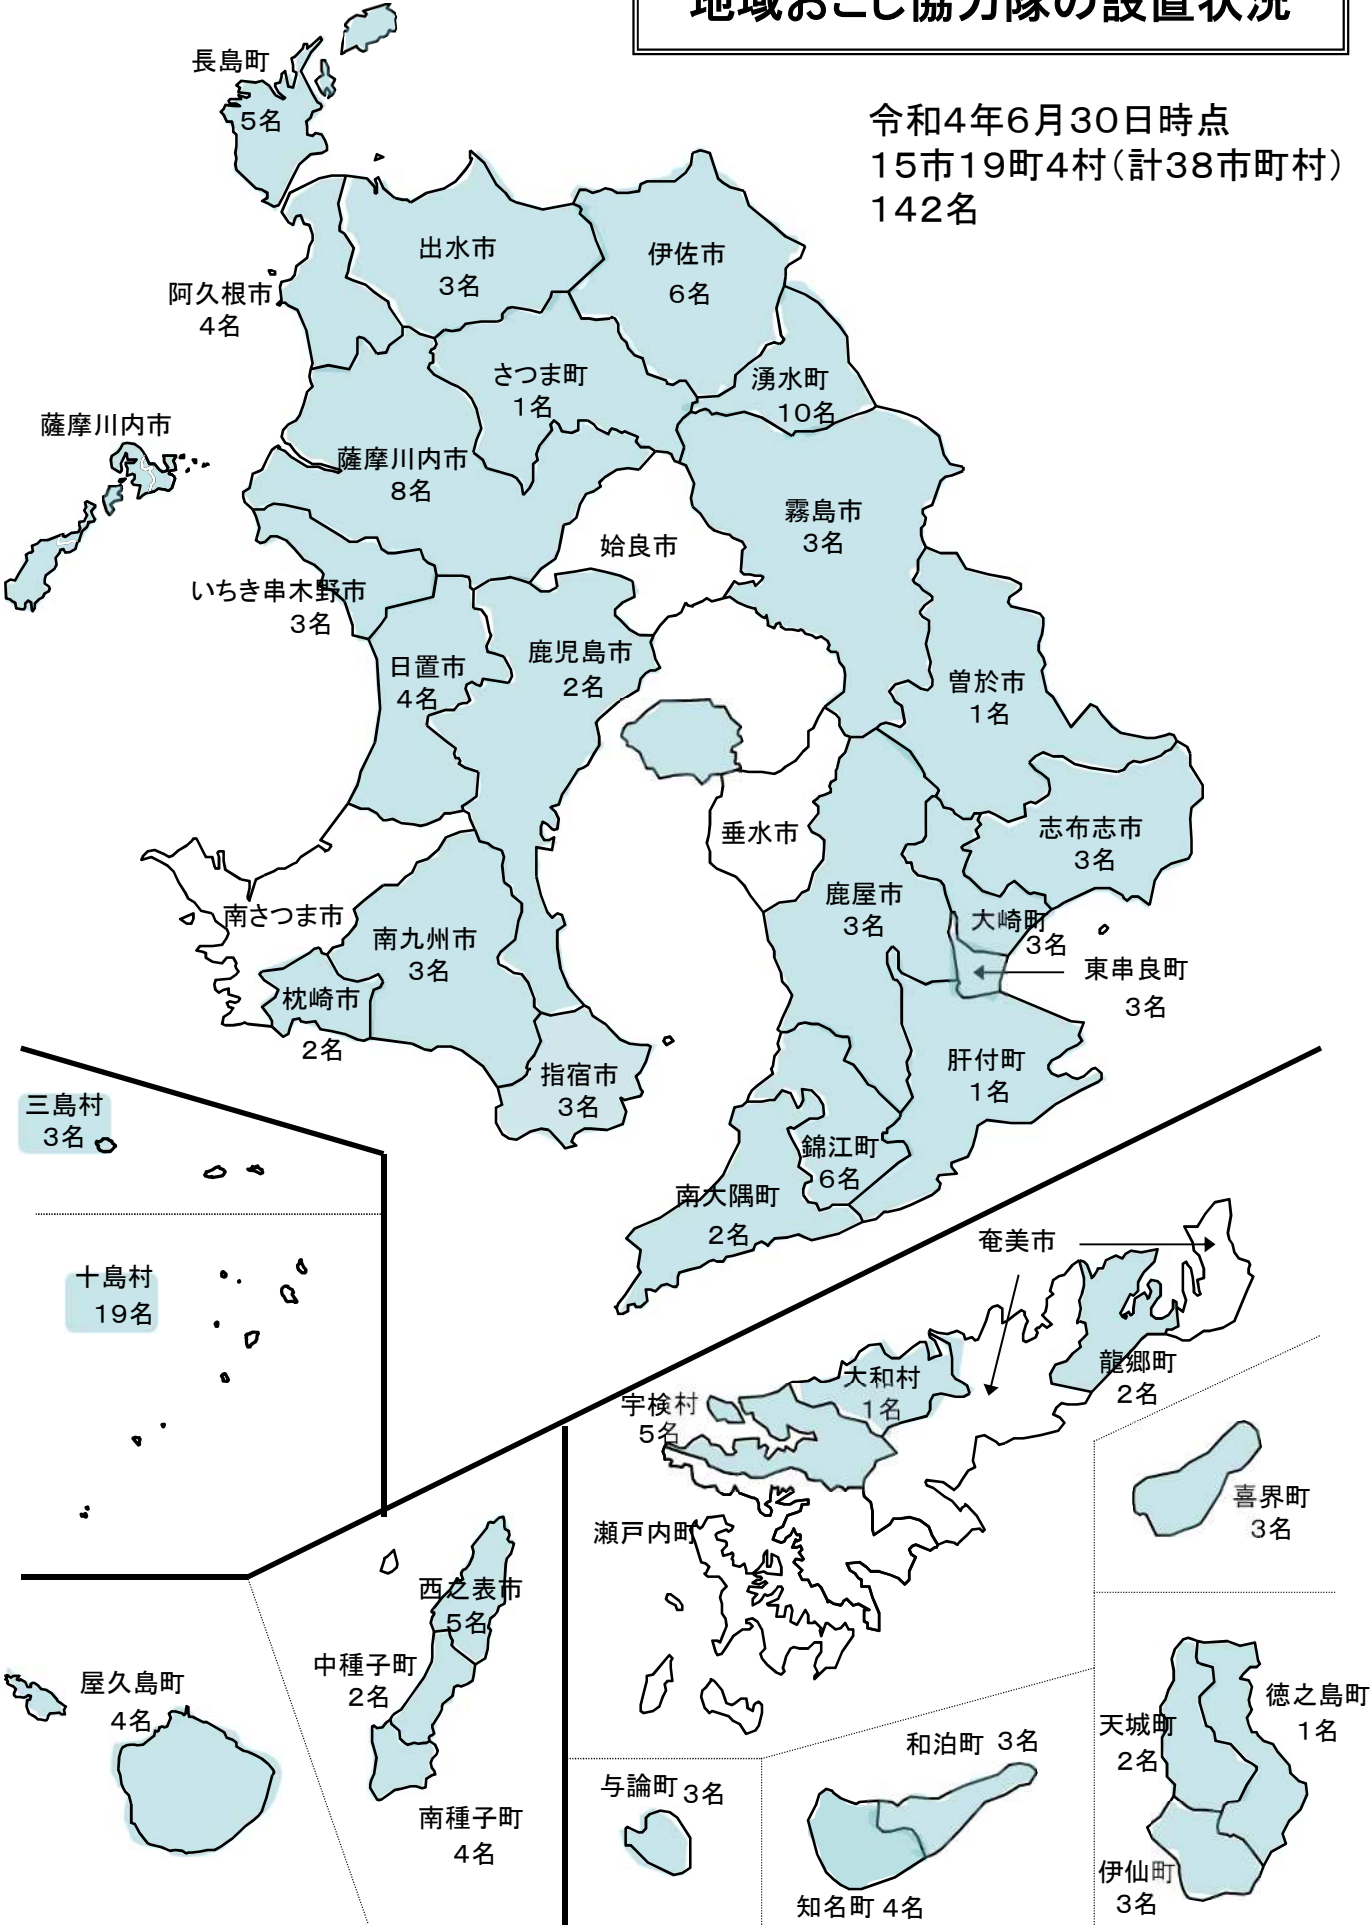 地域おこし協力隊の設置状況
令和4年6月30日時点
15市19町4村(計38市町村)
142名
長島町
5名
出水市
3名
伊佐市
6名
阿久根市
4名
さつま町
1名
湧水町
10名
薩摩川内市
薩摩川内市
8名
霧島市
3名
姶良市
いちき串木野市
3名
日置市
4名
鹿児島市
2名
曽於市
1名
垂水市
志布志市
3名
鹿屋市
3名
大崎町
3名
東串良町
3名
南さつま市
南九州市
3名
枕崎市
2名
指宿市
3名
肝付町
1名
錦江町
6名
南大隅町
2名
三島村
3名
十島村
19名
奄美市
龍郷町
2名
大和村
1名
宇検村
5名
瀬戸内町
喜界町
3名
西之表市
5名
中種子町
2名
南種子町
4名
屋久島町
4名
与論町 3名
和泊町 3名
知名町 4名
徳之島町
1名
天城町
2名
伊仙町
3名